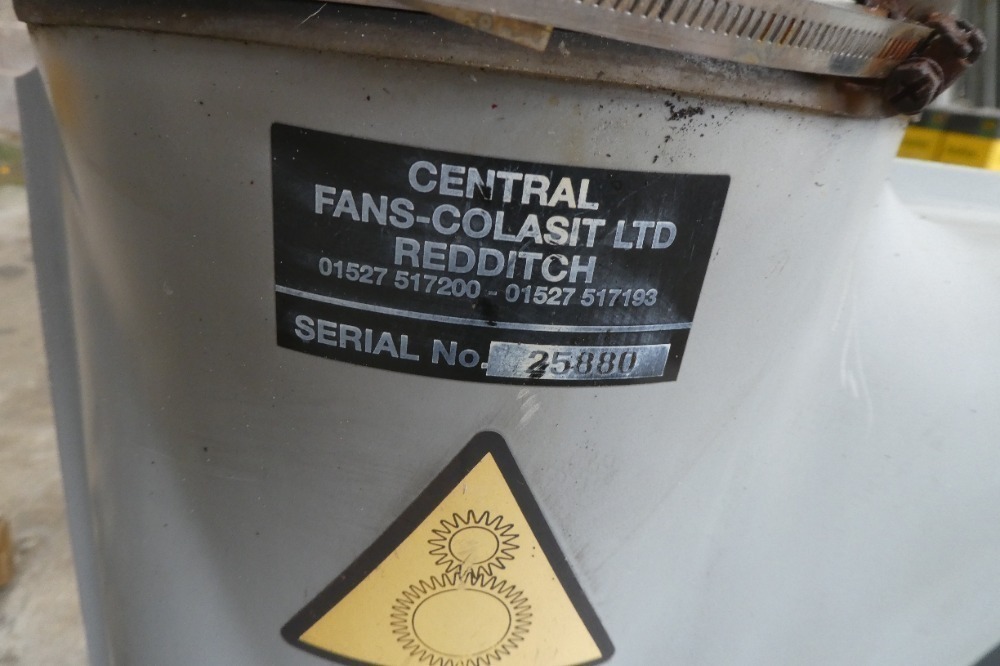 CENTRAL
FANS-COLASIT LTD
REDDITCH
01527 517200 - 01527 517193
SERIAL No. 25880